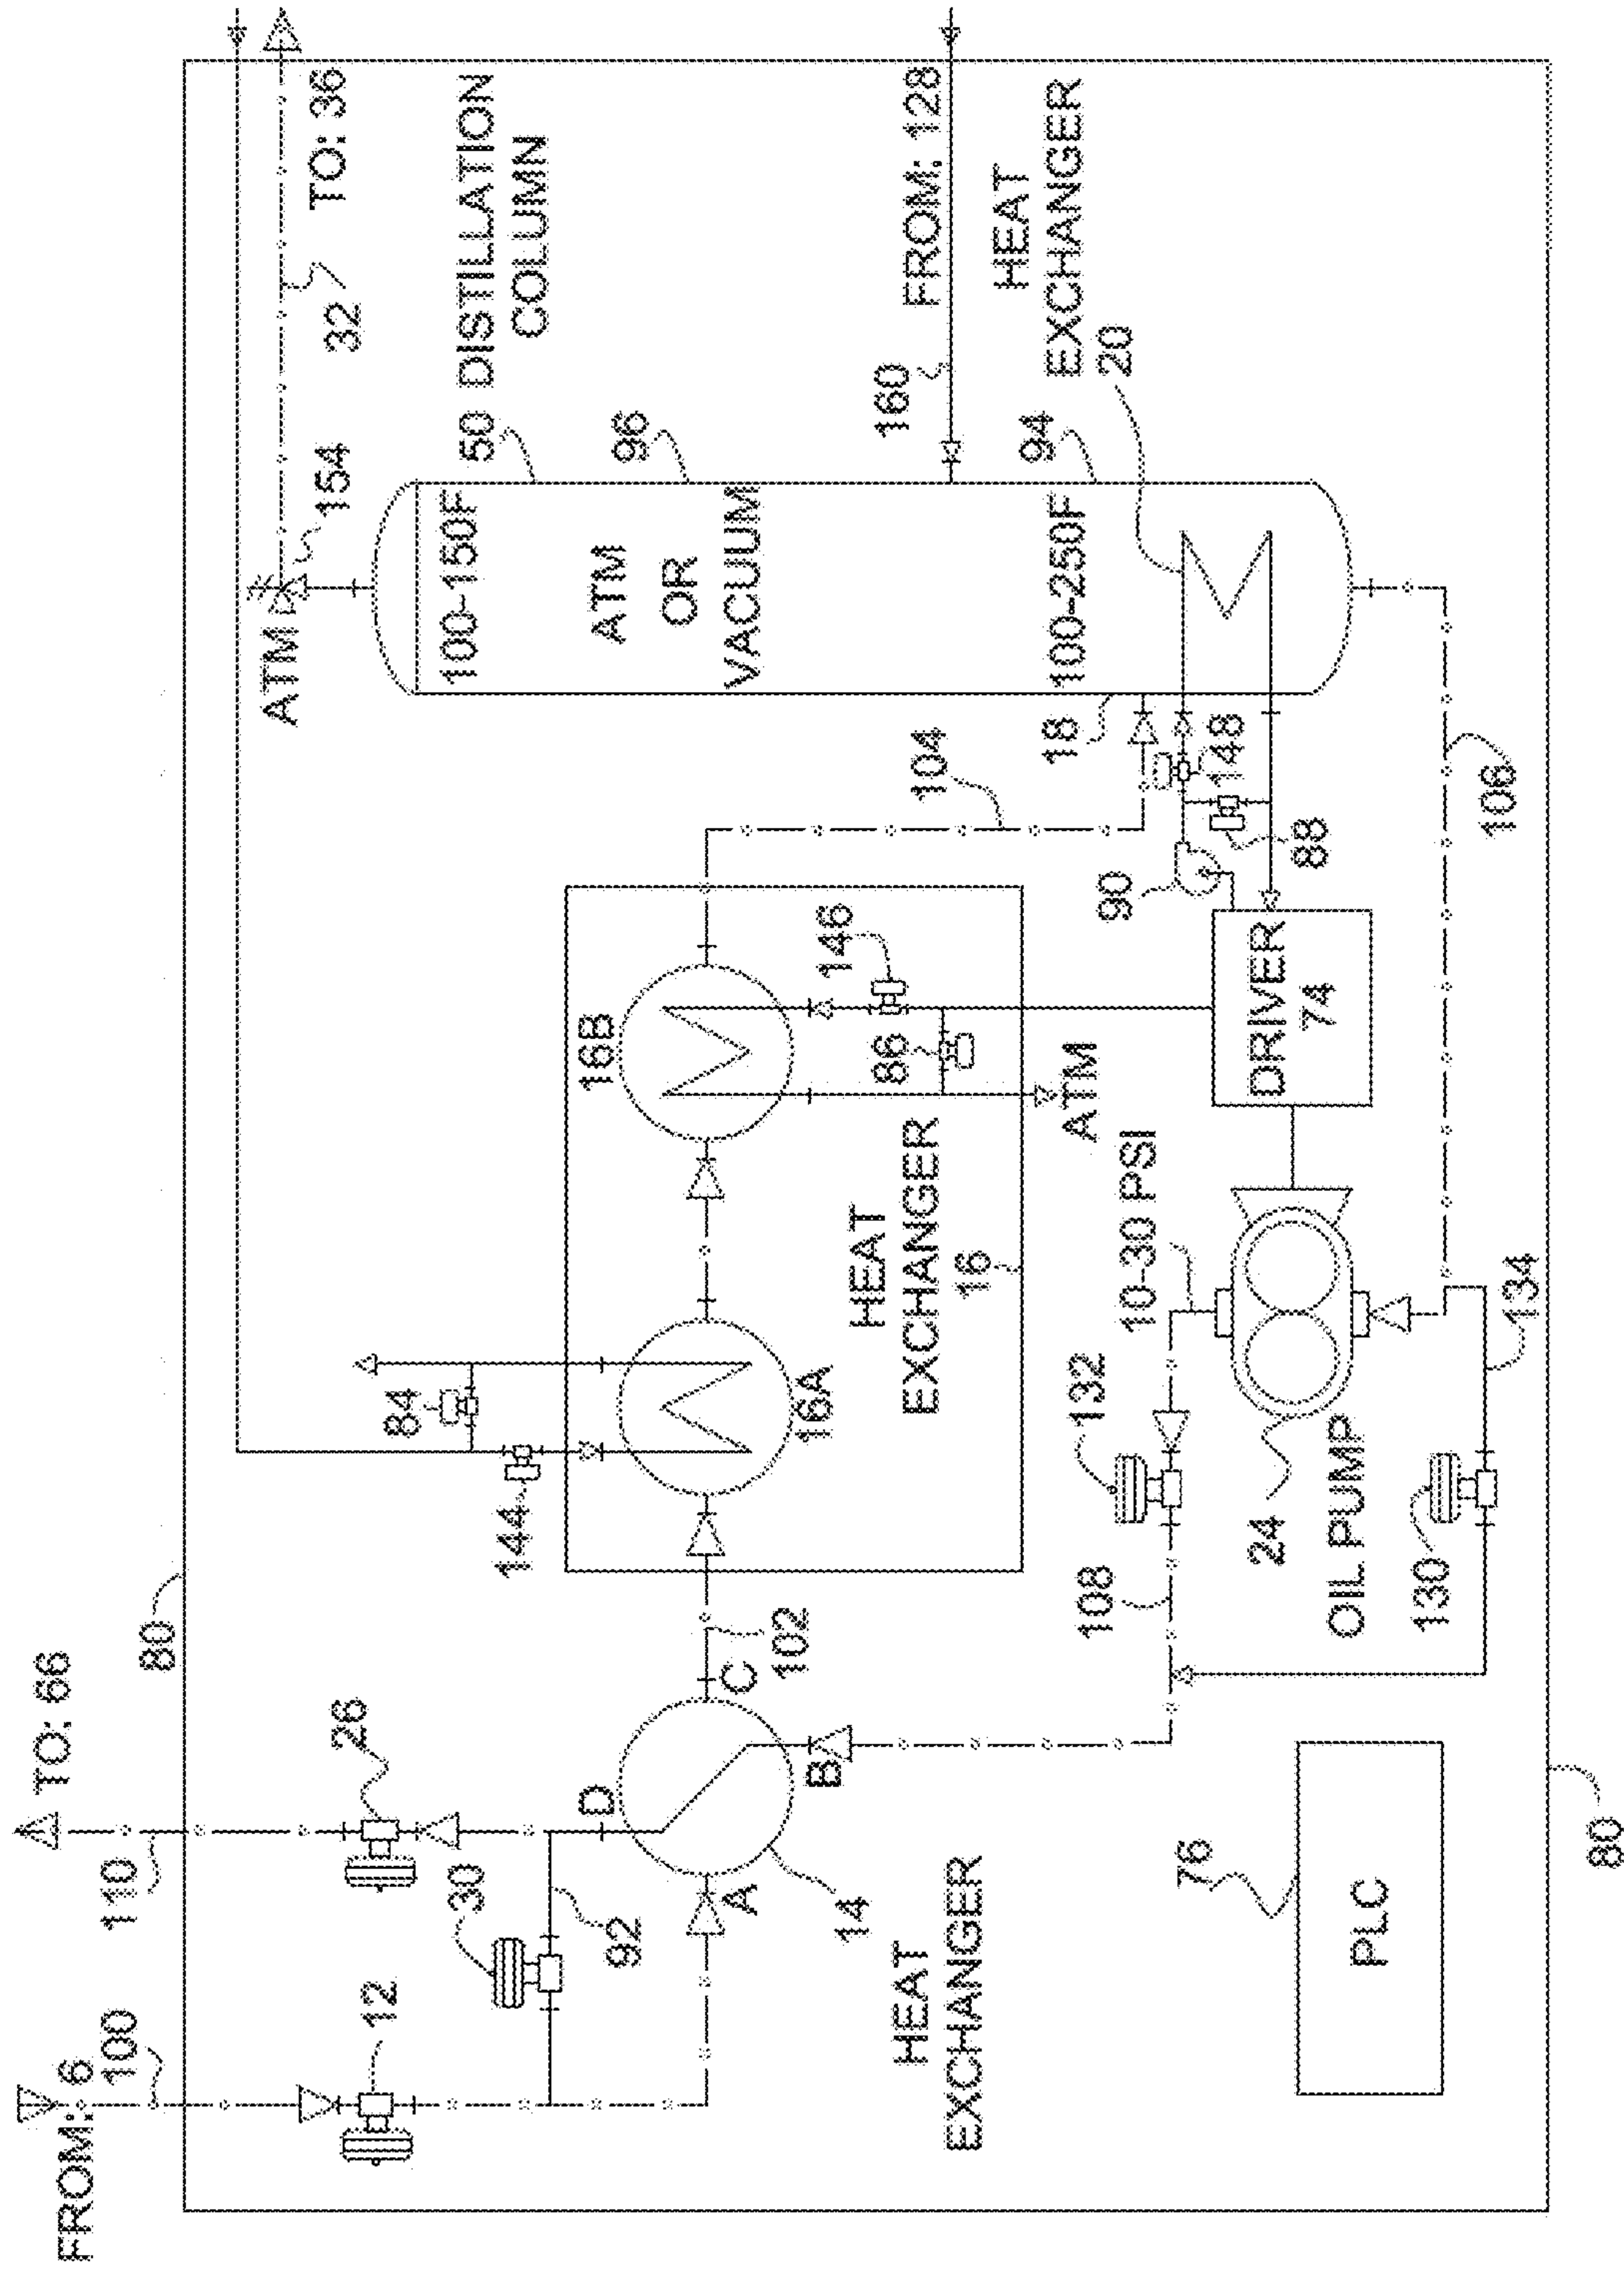 FROM: 6
100
110
TO: 66
80
12
26
30
92
D
A
14
B
C
102
HEAT
EXCHANGER
76
PLC
80
144
84
16A
16B
HEAT
EXCHANGER
16
146
86
ATM
104
108
132
10-30 PSI
24
OIL PUMP
130
134
DRIVER
74
90
88
148
18
106
ATM
154
32
TO: 36
50 DISTILLATION
COLUMN
96
100-150F
ATM
OR
VACUUM
100-250F
94
160
FROM: 128
HEAT
EXCHANGER
20